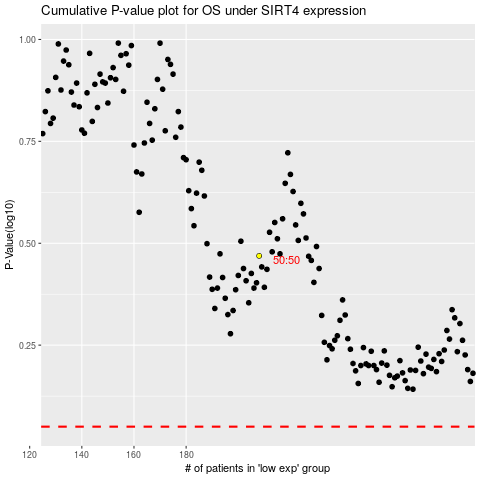 Cumulative P-value plot for OS under SIRT4 expression
P-Value(log10)
1.00
0.75
0.50
0.25
50:50
120 140 160 180
# of patients in 'low exp' group